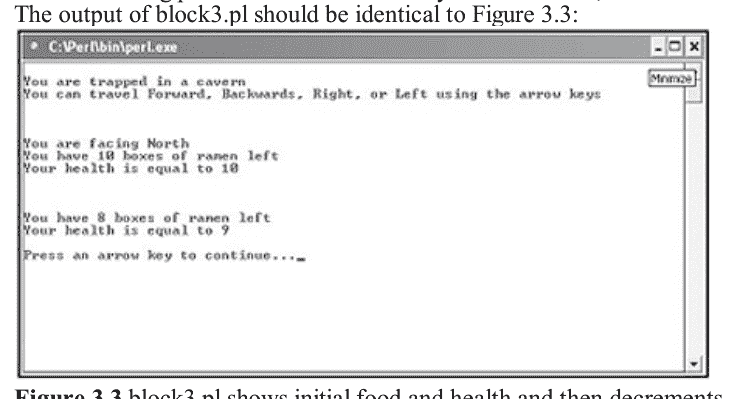 The output of block3.pl should be identical to Figure 3.3:
C:\Perl\bin\perl.exe
Minimize
You are trapped in a cavern
You can travel Forward, Backwards, Right, or Left using the arrow keys
You are facing North
You have 10 boxes of ramen left
Your health is equal to 10
You have 8 boxes of ramen left
Your health is equal to 9
Press an arrow key to continue..._
Figure 3.3 block3.pl shows initial food and health and then decrements